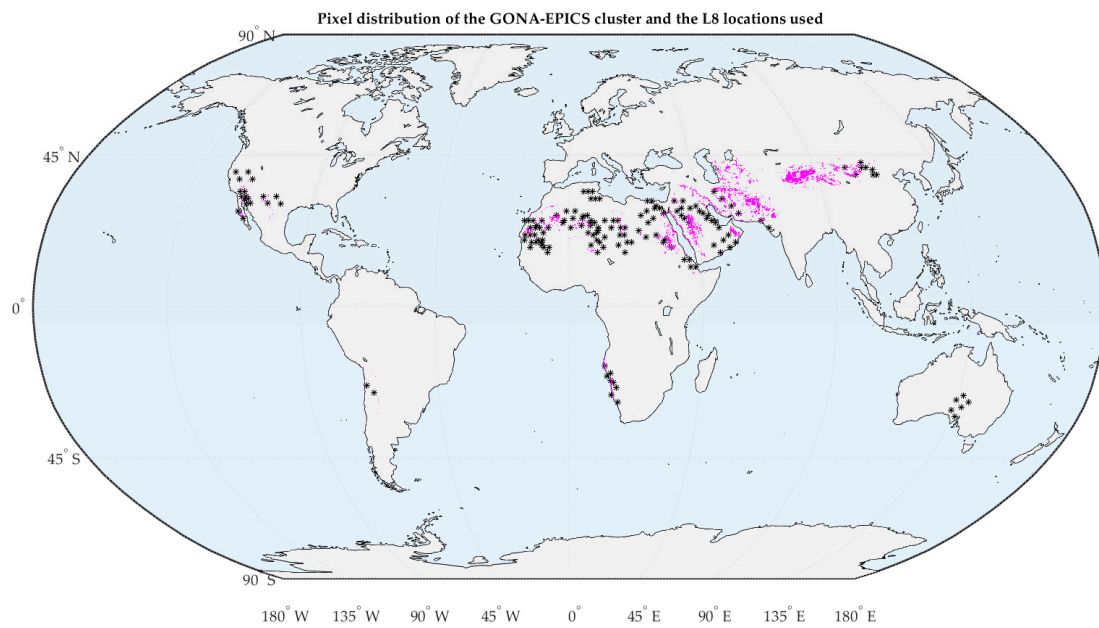 Pixel distribution of the GONA-EPICS cluster and the L8 locations used
90° N
45° N
0°
45° S
90° S
180° W 135° W 90° W 45° W 0° 45° E 90° E 135° E 180° E